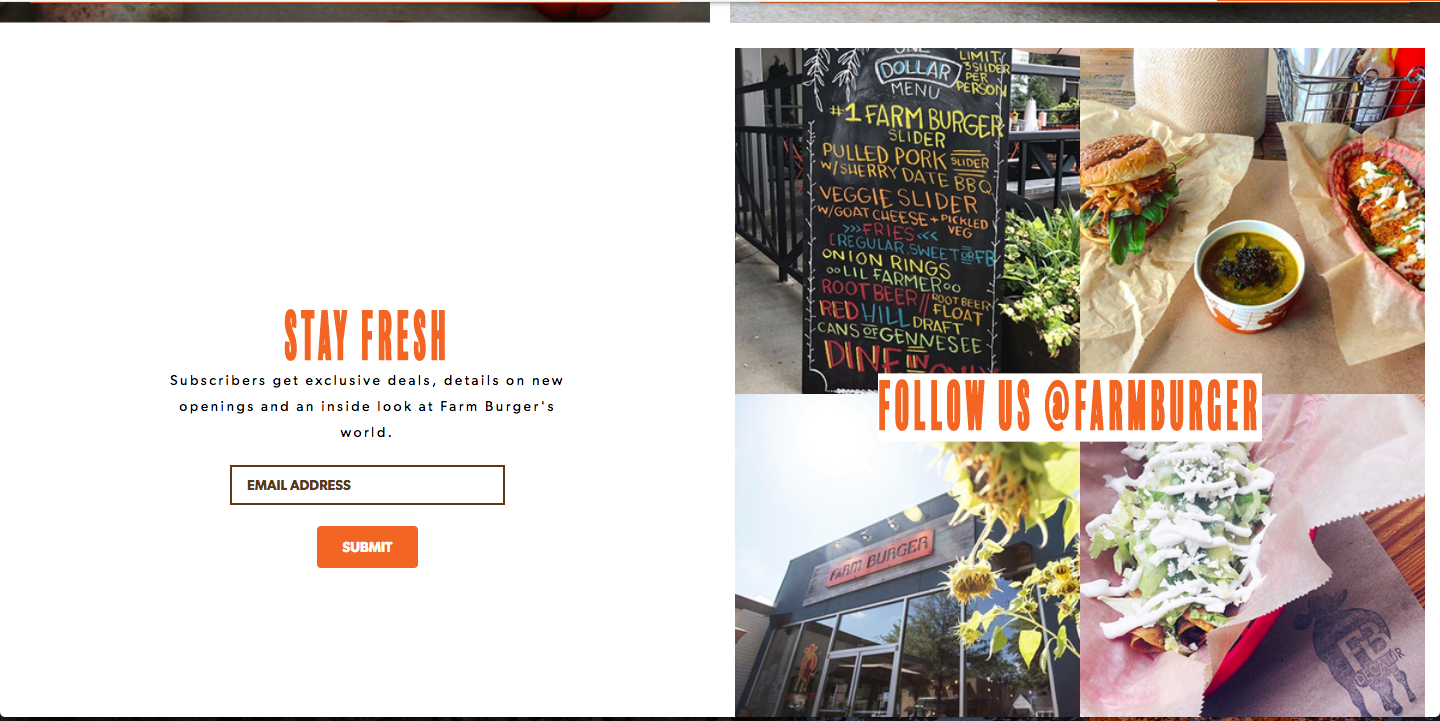 STAY FRESH
Subscribers get exclusive deals, details on new
openings and an inside look at Farm Burger's
world.
EMAIL ADDRESS
SUBMIT
ONE
DOLLAR
MENU
LIMIT
3 SLIDER
PER
PERSON
#1 FARM BURGER
SLIDER
PULLED PORK SLIDER
W/SHERRY DATE BBQ
VEGGIE SLIDER
W/GOAT CHEESE + PICKLED
VEG
>>>FRIES<<<
(REGULAR, SWEET OR FB
ONION RINGS
LIL FARMER
ROOT BEER // ROOT BEER
FLOAT
RED HILL DRAFT
CANS OF GENNESEE
DINE IN ONLY
FOLLOW US @FARMBURGER
FARM BURGER
FB
DECATUR